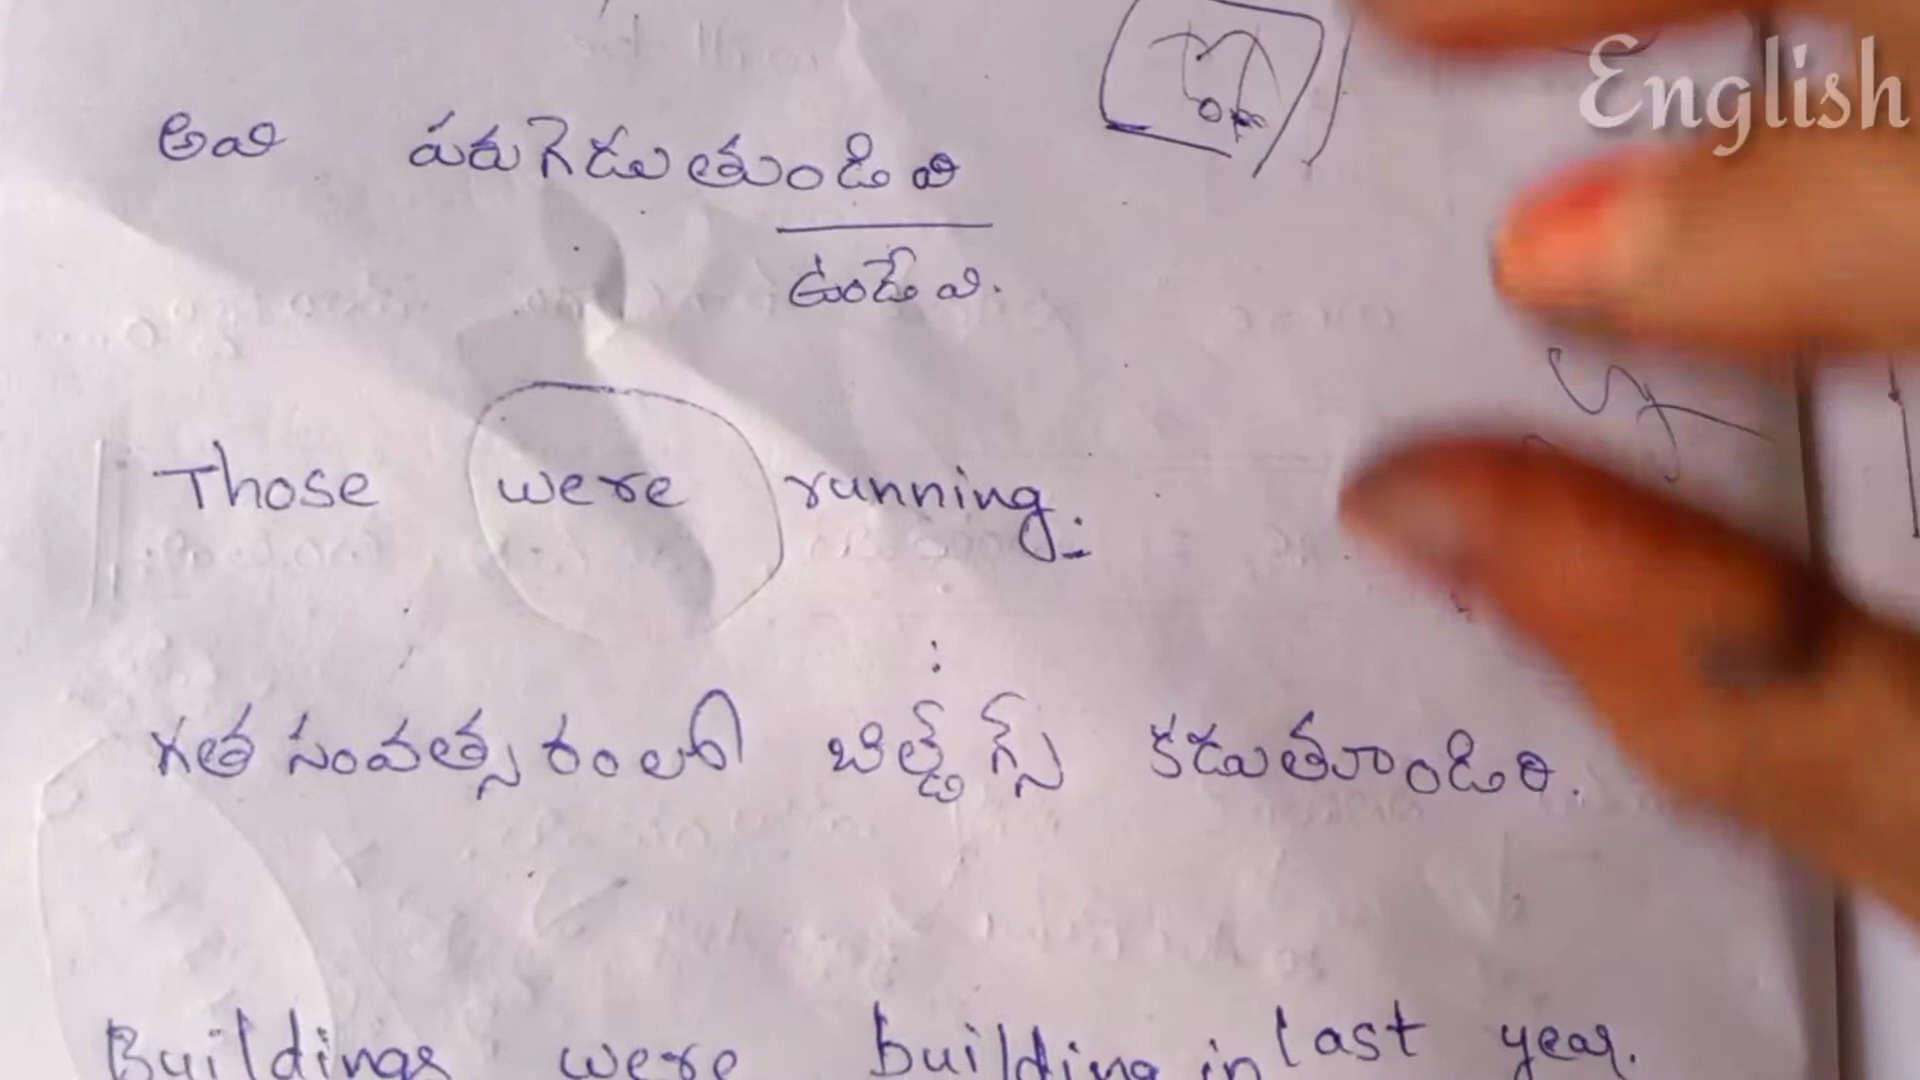 English
అవి పరుగెడుతుండివి
ఉండేవి.
Those were running.
గత సంవత్సరంలో బిల్డింగ్స్ కడుతూండిరి.
Buildings were building in last year.